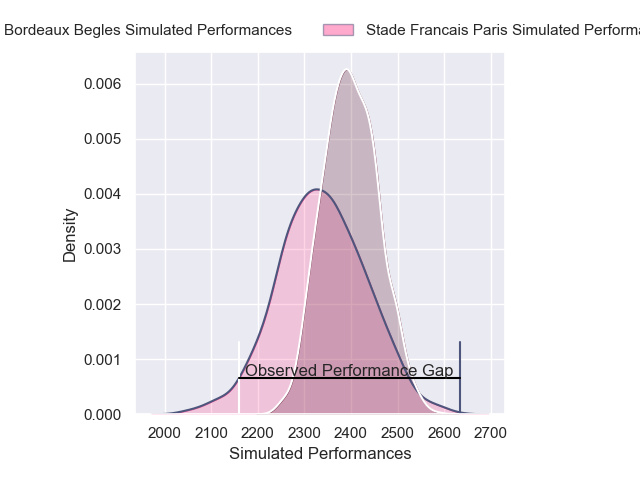 Bordeaux Begles Simulated Performances
Stade Francais Paris Simulated
0.006
0.005
0.004
0.003
0.002
0.001
0.000
Density
Observed Performance Gap
2000 2100 2200 2300 2400 2500 2600 2700
Simulated Performances